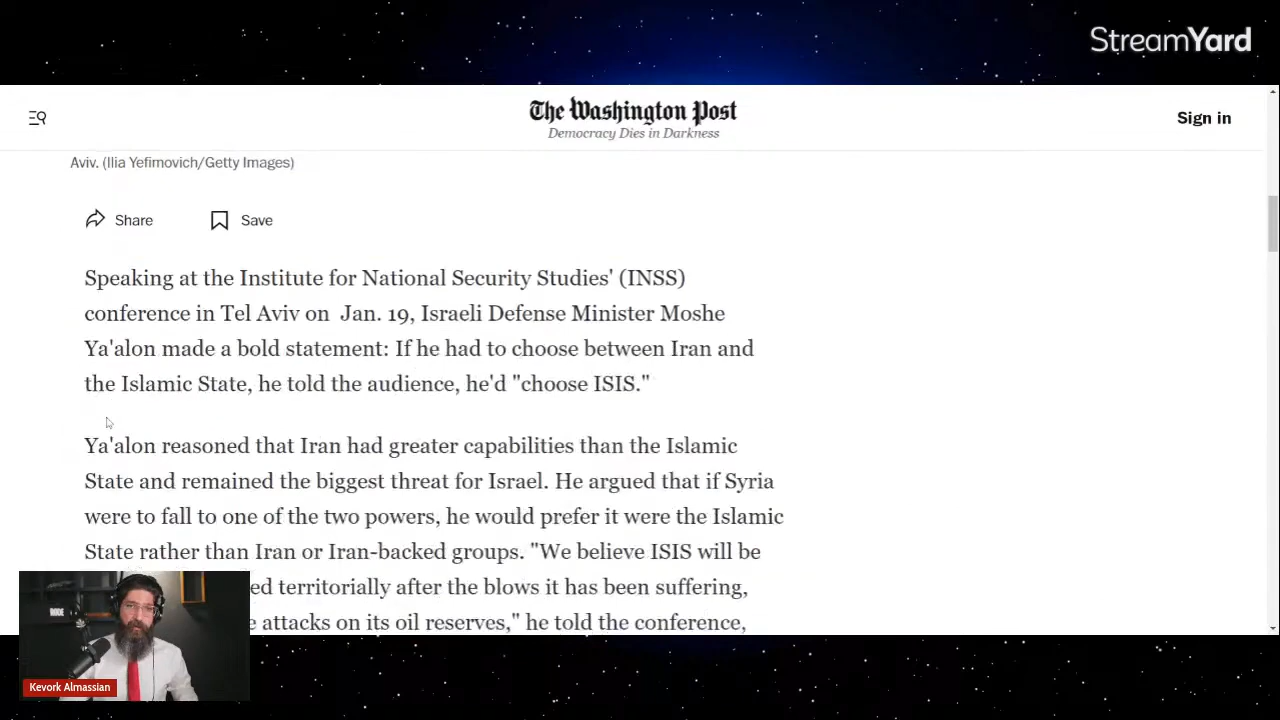 StreamYard
The Washington Post
Democracy Dies in Darkness
Sign in
Aviv. (Ilia Yefimovich/Getty Images)
Share
Save
Speaking at the Institute for National Security Studies' (INSS)
conference in Tel Aviv on Jan. 19, Israeli Defense Minister Moshe
Ya'alon made a bold statement: If he had to choose between Iran and
the Islamic State, he told the audience, he'd "choose ISIS."
Ya'alon reasoned that Iran had greater capabilities than the Islamic
State and remained the biggest threat for Israel. He argued that if Syria
were to fall to one of the two powers, he would prefer it were the Islamic
State rather than Iran or Iran-backed groups. "We believe ISIS will be
territorially after the blows it has been suffering,
attacks on its oil reserves," he told the conference,
Kevork Almassian